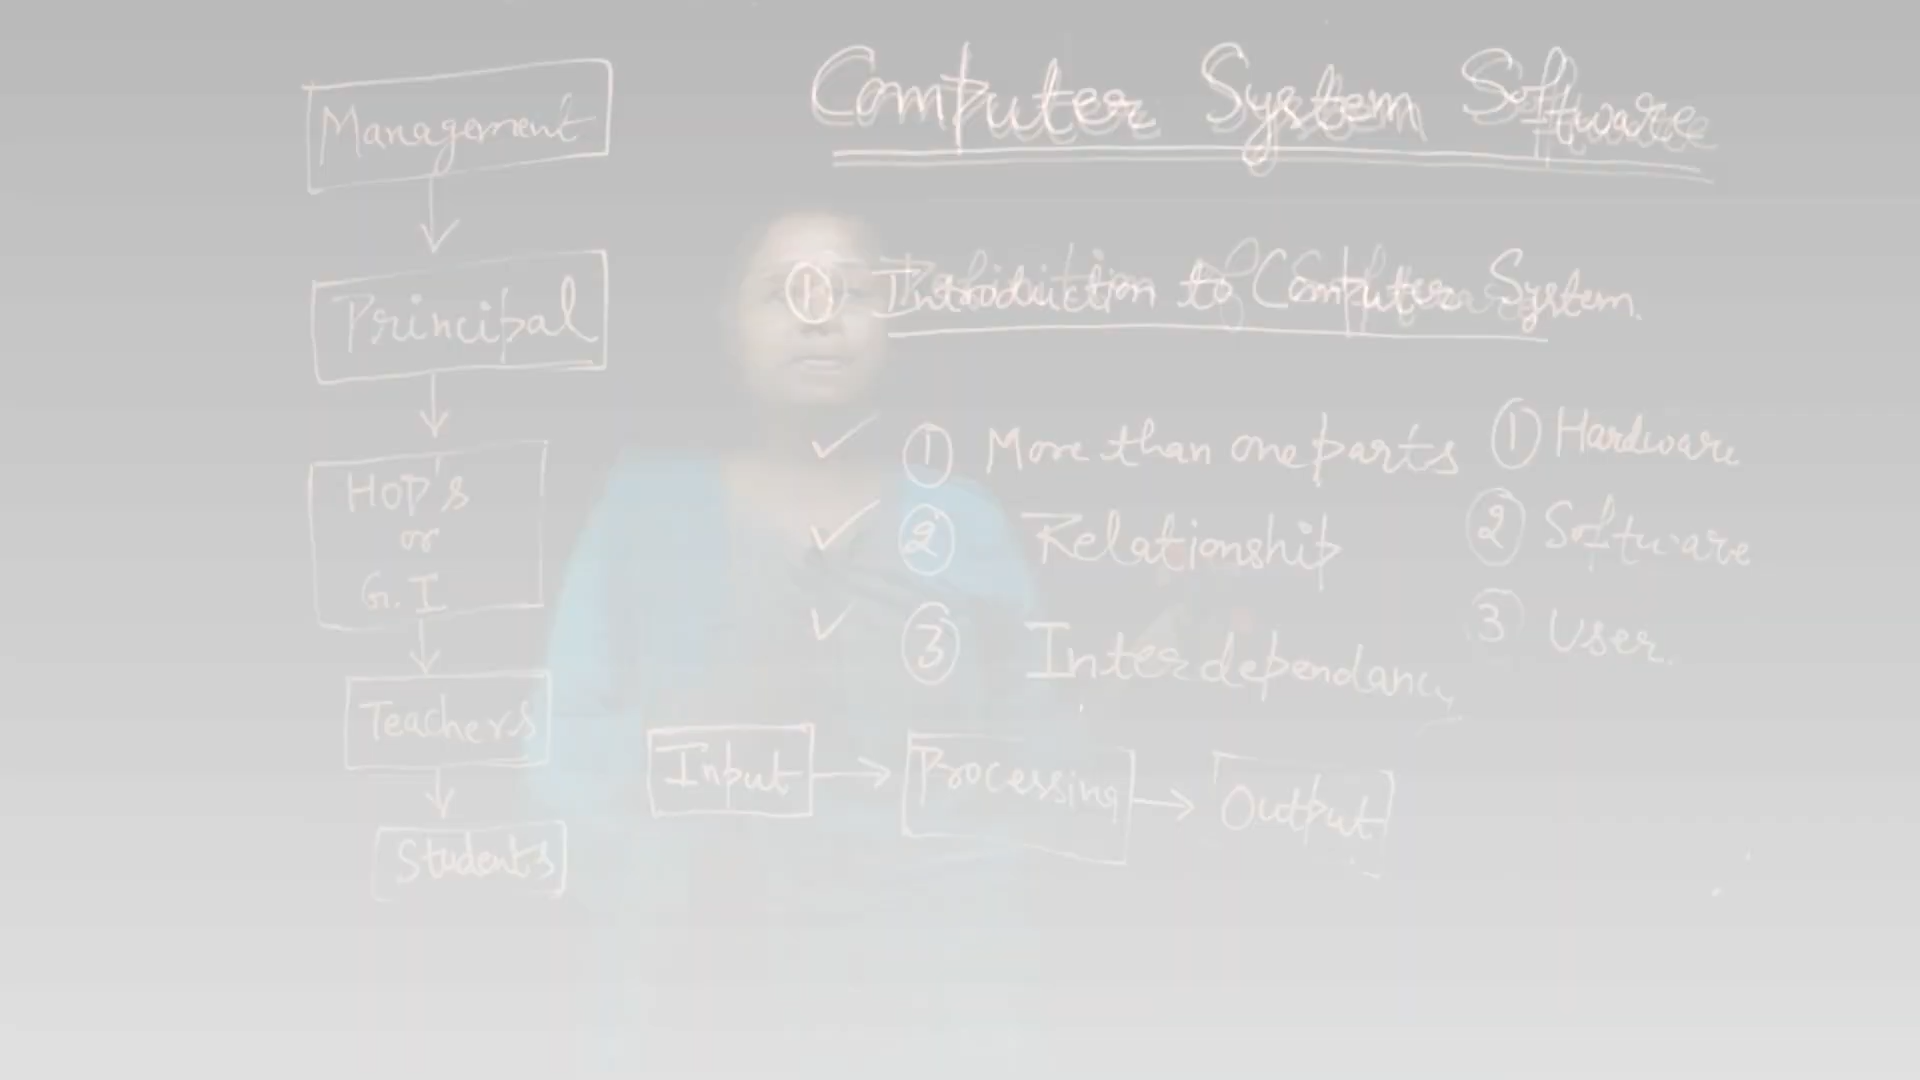 Computer System Software
① Introduction to Computer System.
Management
Principal
HOD's
or
G.I
Teachers
Students
① More than one parts
② Relationship
③ Interdependancy
① Hardware
② Software
3 User.
Input
Processing
Output